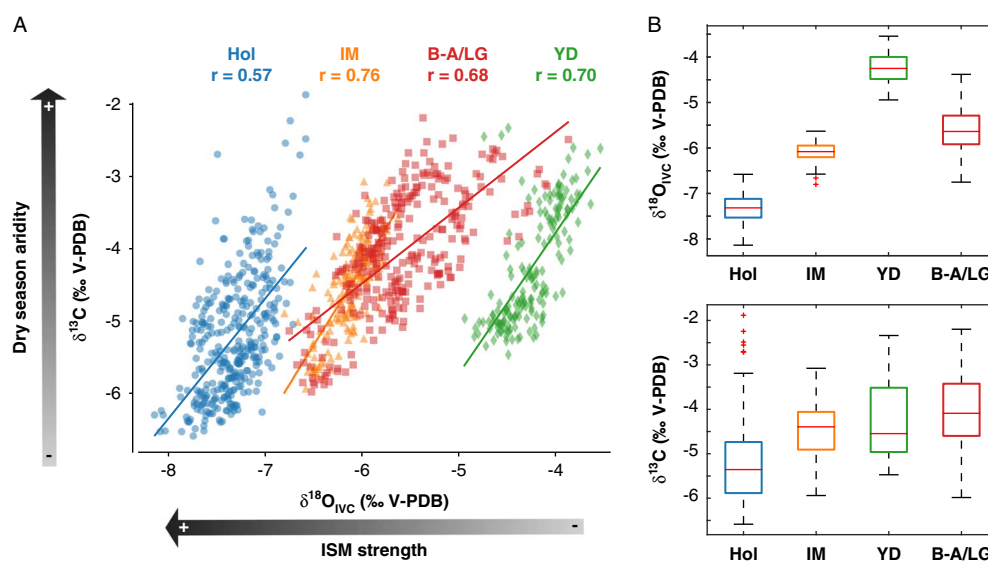 A
Hol IM B-A/LG YD
r = 0.57 r = 0.76 r = 0.68 r = 0.70
Dry season aridity
+
-
δ¹³C (‰ V-PDB)
-2
-3
-4
-5
-6
-8 -7 -6 -5 -4
δ¹⁸O_IVC (‰ V-PDB)
+ -
ISM strength
B
δ¹⁸O_IVC (‰ V-PDB)
-4
-5
-6
-7
-8
Hol IM YD B-A/LG
δ¹³C (‰ V-PDB)
-2
-3
-4
-5
-6
Hol IM YD B-A/LG